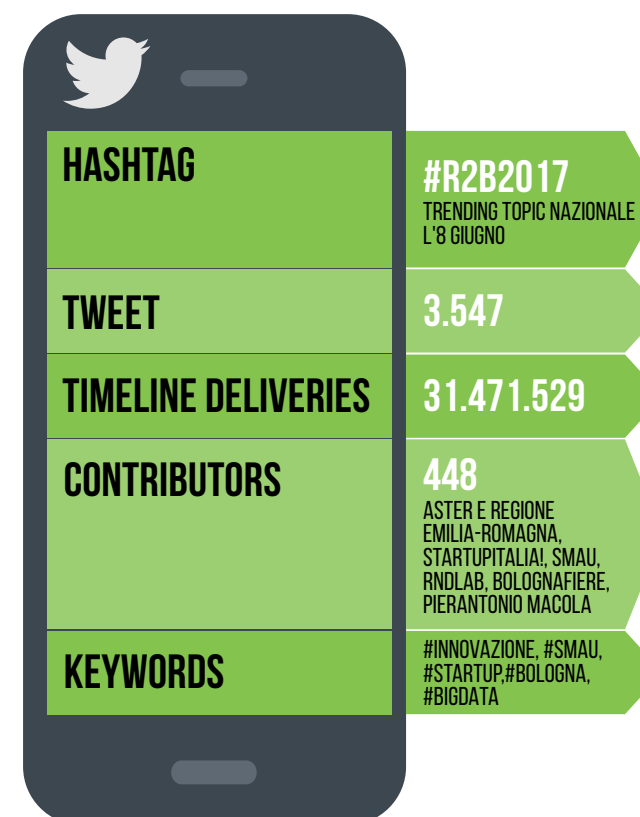 HASHTAG
#R2B2017
TRENDING TOPIC NAZIONALE
L'8 GIUGNO
TWEET
3.547
TIMELINE DELIVERIES
31.471.529
CONTRIBUTORS
448
ASTER E REGIONE
EMILIA-ROMAGNA,
STARTUPITALIA!, SMAU,
RNDLAB, BOLOGNAFIERE,
PIERANTONIO MACOLA
KEYWORDS
#INNOVAZIONE, #SMAU,
#STARTUP,#BOLOGNA,
#BIGDATA